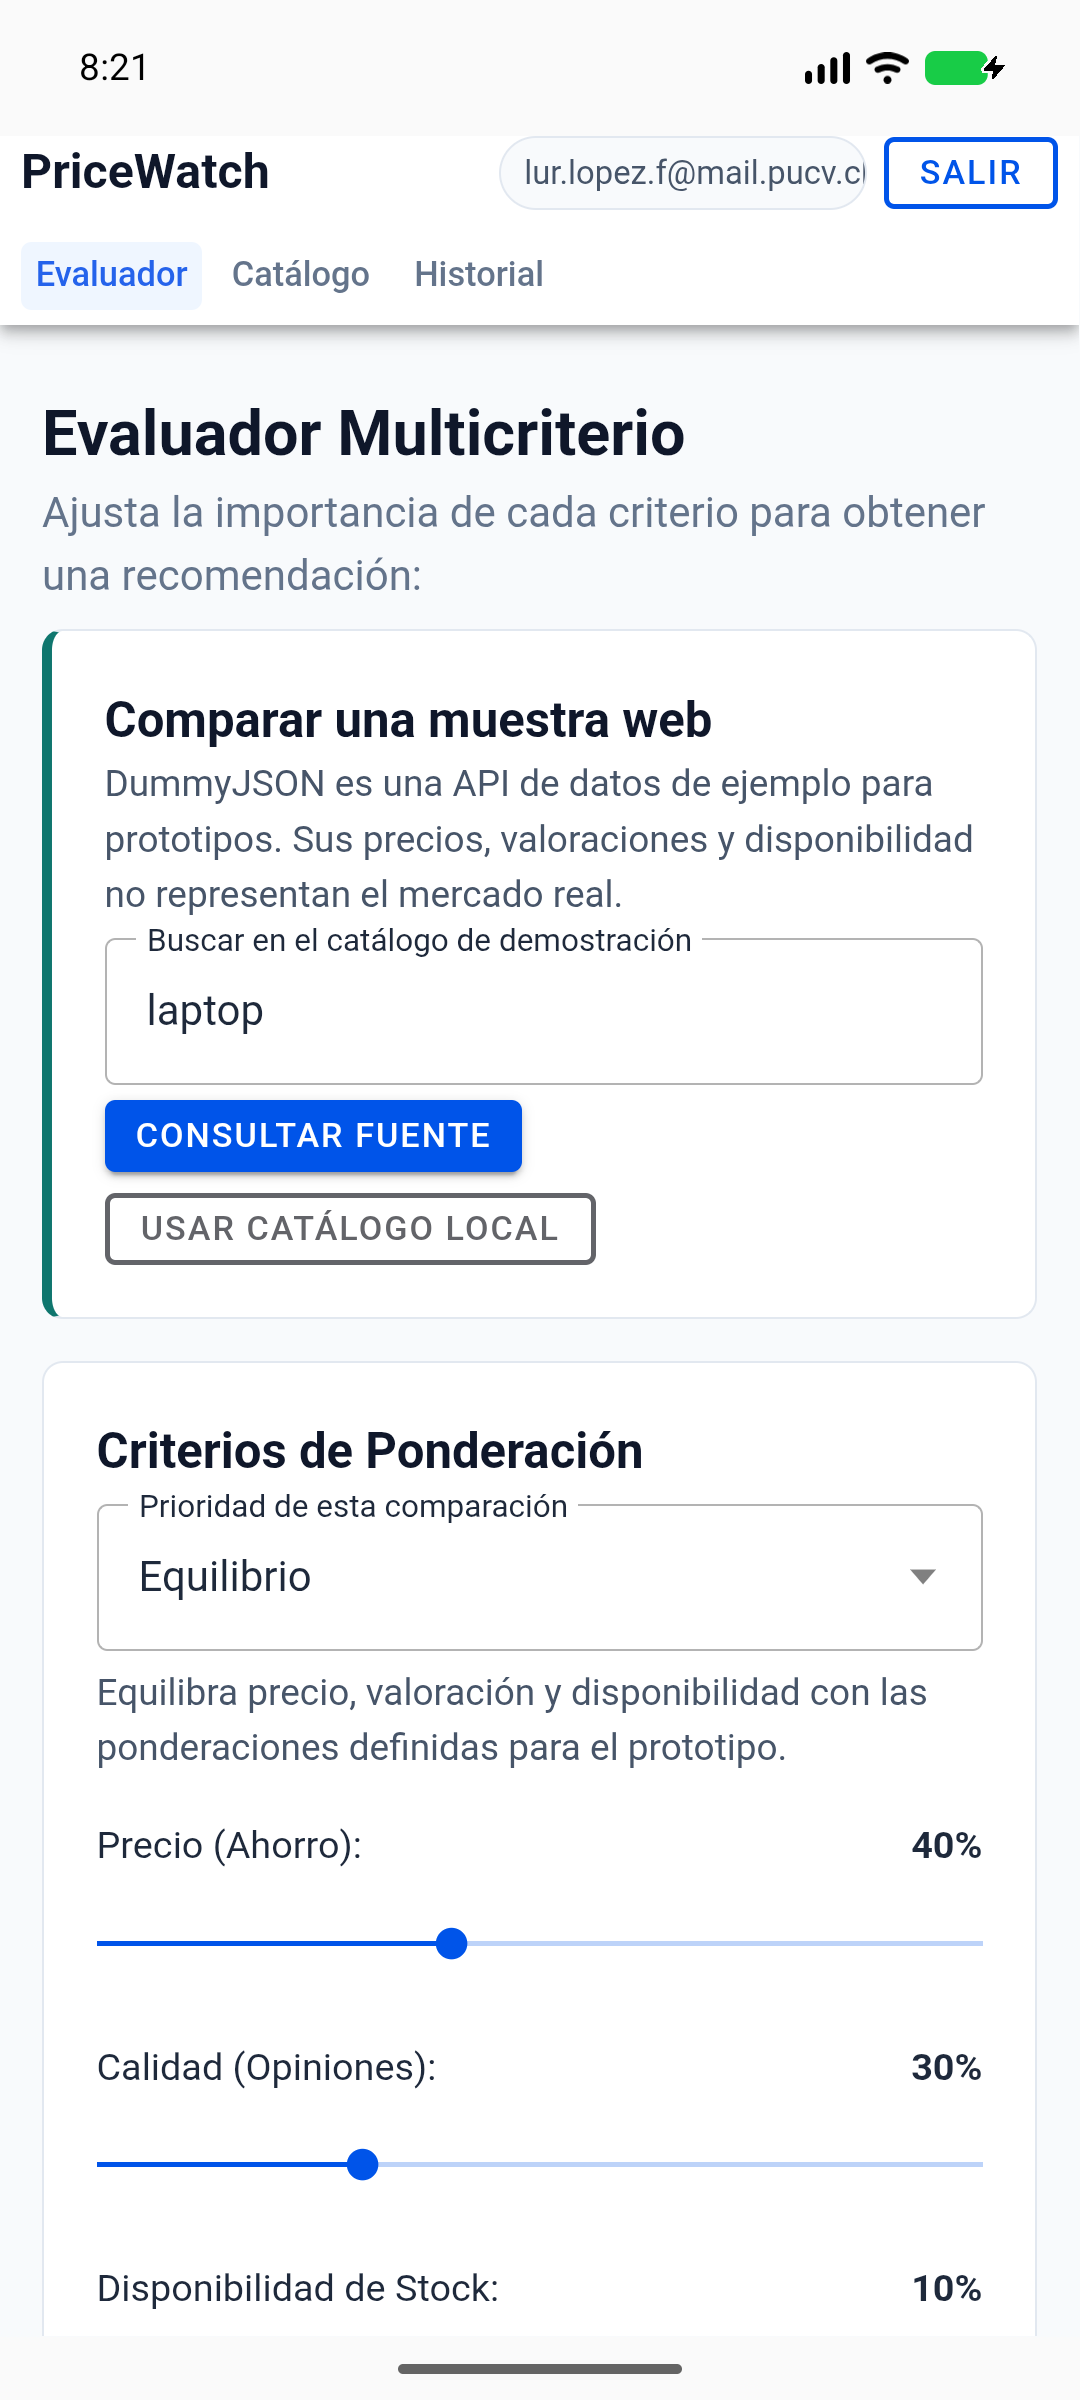 8:21
PriceWatch
lur.lopez.f@mail.pucv.c
SALIR
Evaluador
Catálogo
Historial
Evaluador Multicriterio
Ajusta la importancia de cada criterio para obtener
una recomendación:
Comparar una muestra web
DummyJSON es una API de datos de ejemplo para
prototipos. Sus precios, valoraciones y disponibilidad
no representan el mercado real.
Buscar en el catálogo de demostración
laptop
CONSULTAR FUENTE
USAR CATÁLOGO LOCAL
Criterios de Ponderación
Prioridad de esta comparación
Equilibrio
Equilibra precio, valoración y disponibilidad con las
ponderaciones definidas para el prototipo.
Precio (Ahorro):
40%
Calidad (Opiniones):
30%
Disponibilidad de Stock:
10%